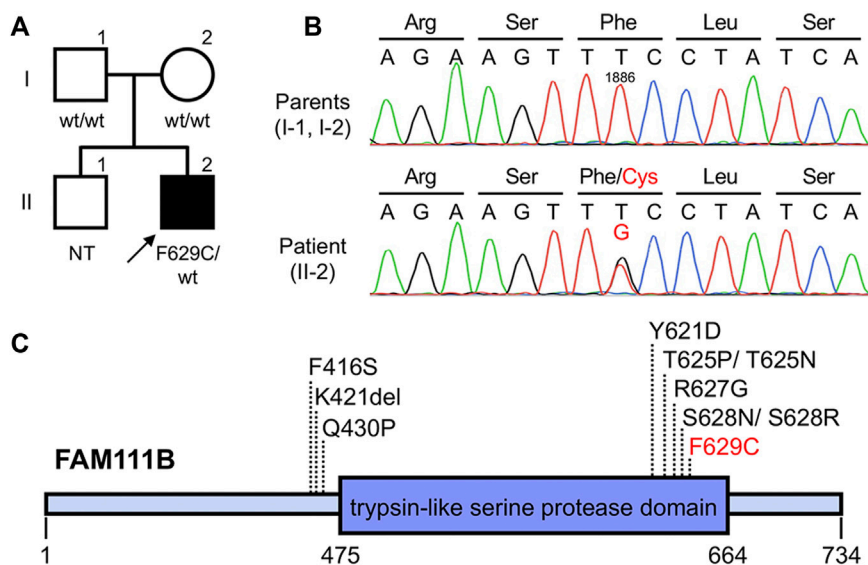 A
1
2
I
wt/wt
wt/wt
1
2
II
NT
F629C/
wt
B
Arg Ser Phe Leu Ser
A G A A G T T T C C T A T C A
1886
Parents
(I-1, I-2)
Arg Ser Phe/Cys Leu Ser
A G A A G T T T C C T A T C A
G
Patient
(II-2)
C
F416S
K421del
Q430P
Y621D
T625P/ T625N
R627G
S628N/ S628R
F629C
FAM111B
trypsin-like serine protease domain
1 475 664 734